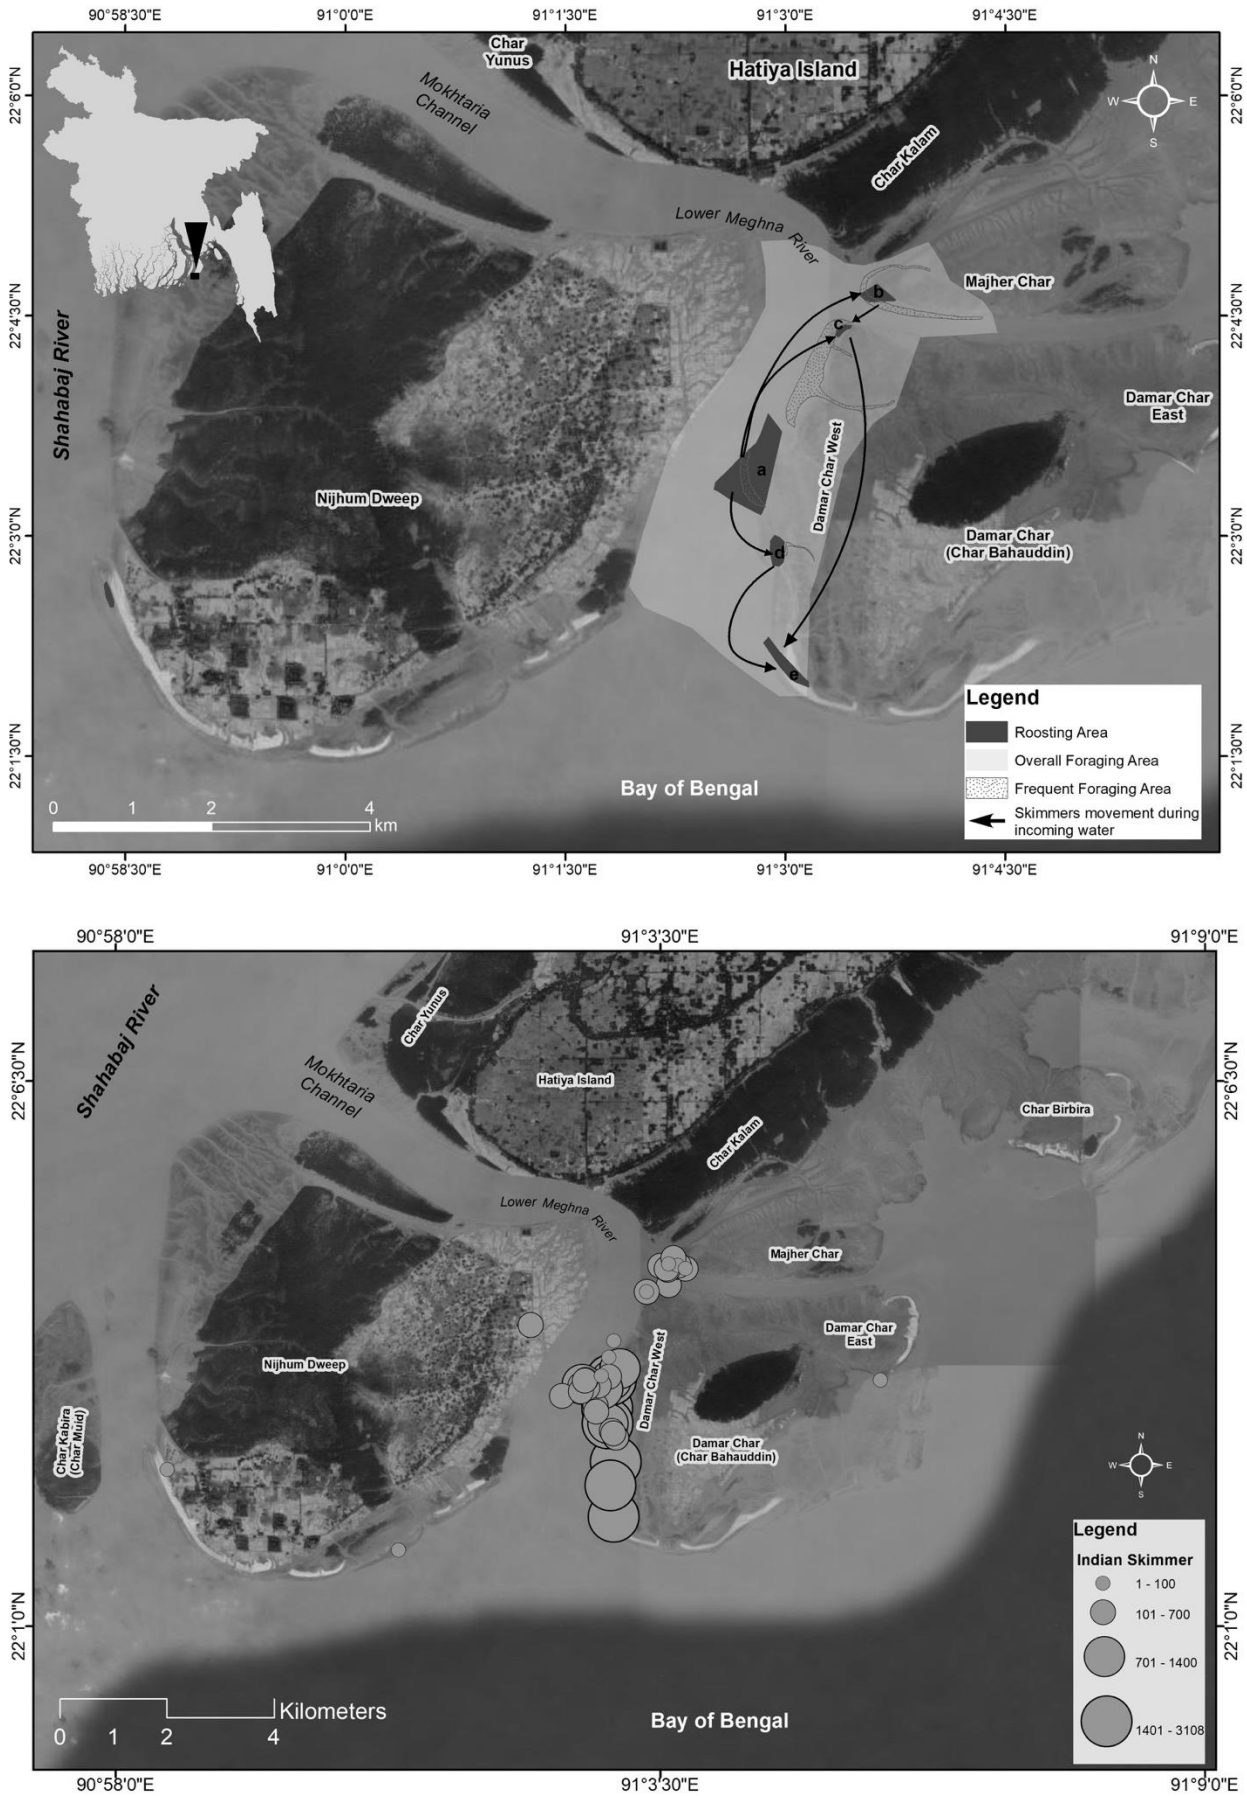 90°58'30"E
91°0'0"E
91°1'30"E
91°3'0"E
91°4'30"E
22°6'0"N
22°4'30"N
22°3'0"N
22°1'30"N
22°6'0"N
22°4'30"N
22°3'0"N
22°1'30"N
Char
Yunus
Hatiya Island
Mokhtaria
Channel
N
W
E
S
Char Kalam
Lower Meghna River
Majher Char
Shahabaj River
b
c
Damar Char
East
Damar Char West
a
Nijhum Dweep
d
Damar Char
(Char Bahauddin)
e
Legend
Roosting Area
Overall Foraging Area
Frequent Foraging Area
Skimmers movement during
incoming water
Bay of Bengal
0
2
4
km
90°58'30"E
91°0'0"E
91°1'30"E
91°3'0"E
91°4'30"E
90°58'0"E
91°3'30"E
91°9'0"E
22°6'30"N
22°1'0"N
22°6'30"N
22°1'0"N
Shahabaj River
Char Yunus
Mokhtaria
Channel
Hatiya Island
Char Birbira
Char Kalam
Lower Meghna River
Majher Char
Damar Char
East
Damar Char West
Nijhum Dweep
Char Kabira
(Char Muid)
Damar Char
(Char Bahauddin)
N
W
E
S
Legend
Indian Skimmer
1 - 100
101 - 700
701 - 1400
1401 - 3108
Kilometers
0
1
2
4
Bay of Bengal
90°58'0"E
91°3'30"E
91°9'0"E